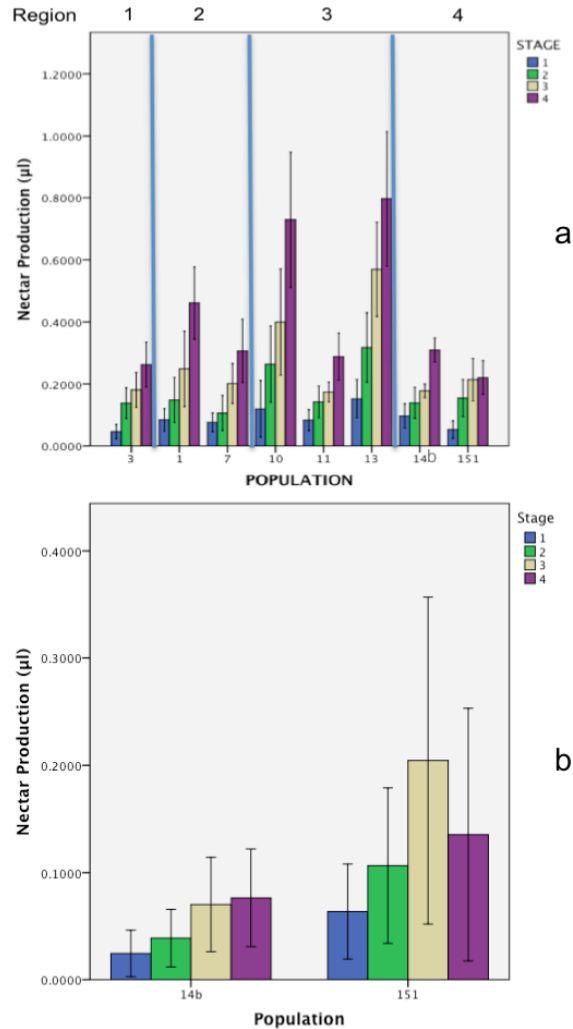 Region 1 2 3 4
STAGE
1
2
3
4
1.2000
1.0000
0.8000
0.6000
0.4000
0.2000
0.0000
Nectar Production (µl)
a
3 1 7 10 11 13 14b 151
POPULATION
Stage
1
2
3
4
0.4000
0.3000
0.2000
0.1000
0.0000
Nectar Production (µl)
b
14b 151
Population